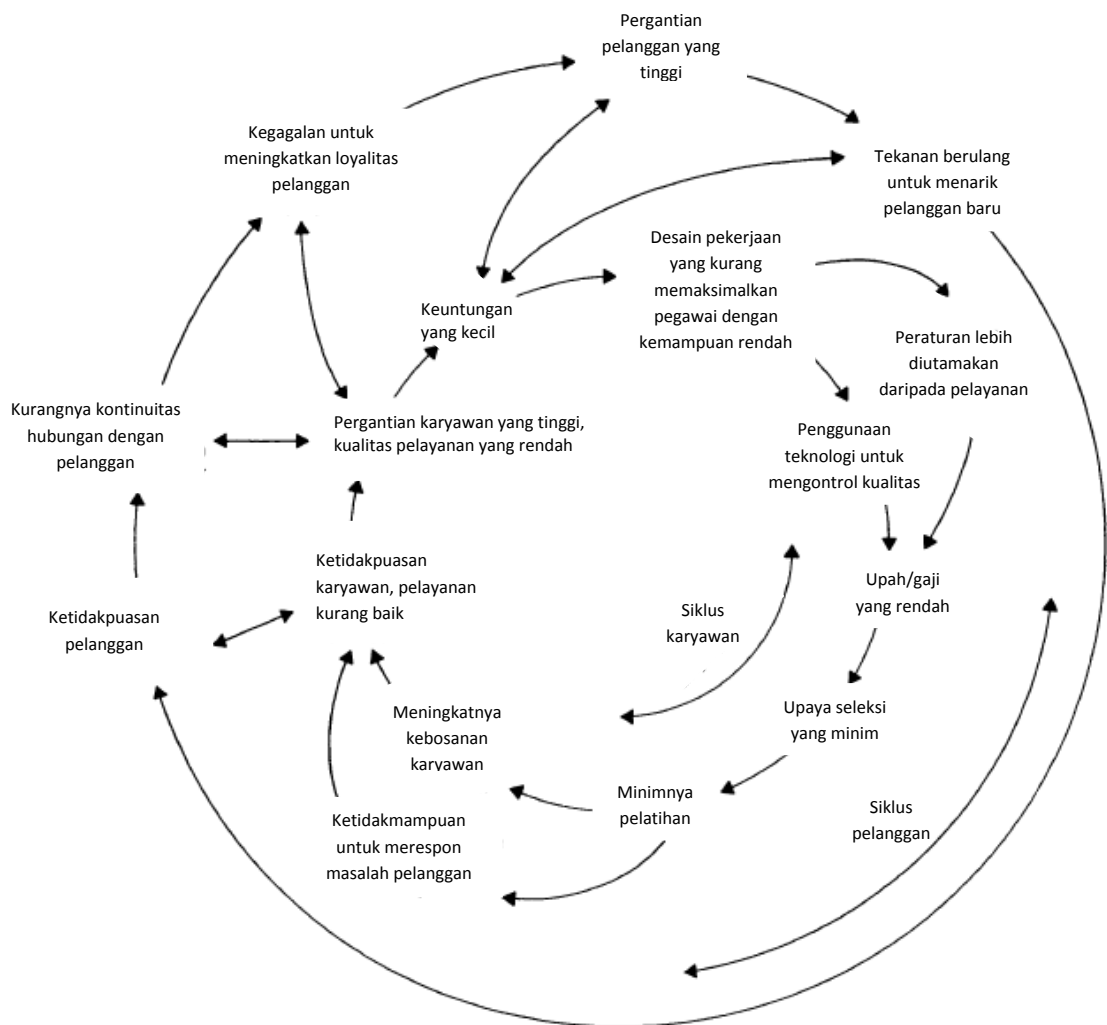 Pergantian
pelanggan yang
tinggi
Kegagalan untuk
meningkatkan loyalitas
pelanggan
Tekanan berulang
untuk menarik
pelanggan baru
Desain pekerjaan
yang kurang
memaksimalkan
pegawai dengan
kemampuan rendah
Keuntungan
yang kecil
Peraturan lebih
diutamakan
daripada pelayanan
Kurangnya kontinuitas
hubungan dengan
pelanggan
Pergantian karyawan yang tinggi,
kualitas pelayanan yang rendah
Penggunaan
teknologi untuk
mengontrol kualitas
Ketidakpuasan
karyawan, pelayanan
kurang baik
Upah/gaji
yang rendah
Ketidakpuasan
pelanggan
Siklus
karyawan
Meningkatnya
kebosanan
karyawan
Upaya seleksi
yang minim
Minimnya
pelatihan
Ketidakmampuan
untuk merespon
masalah pelanggan
Siklus
pelanggan